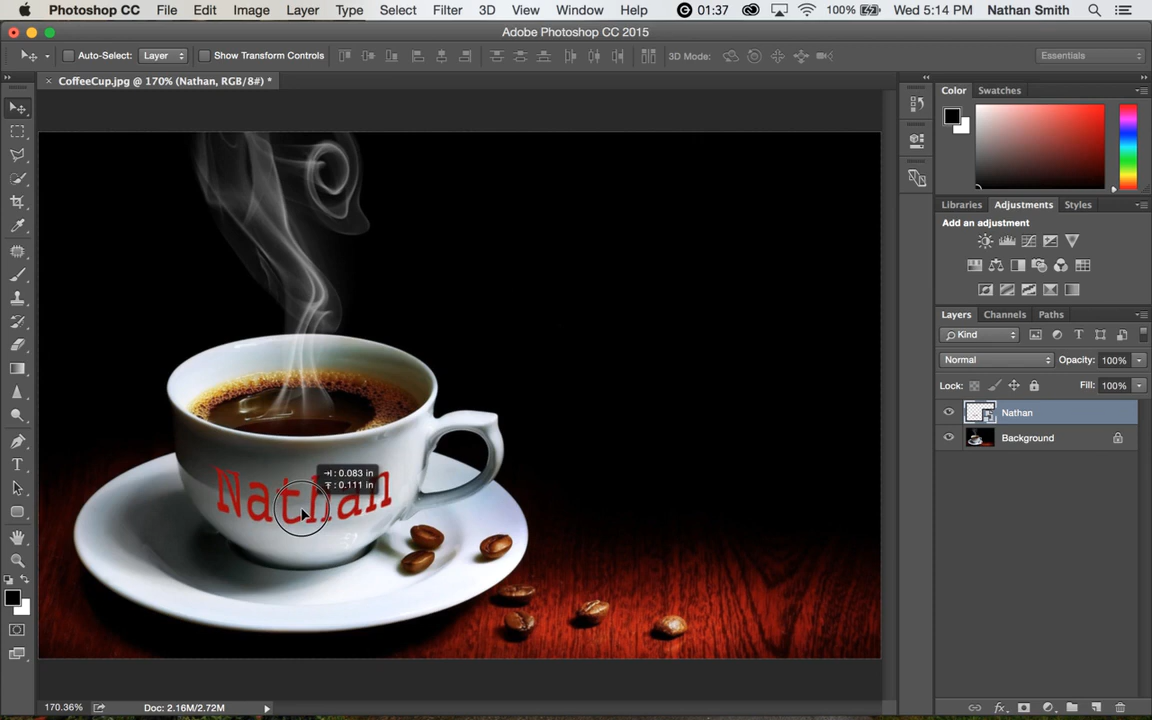 Photoshop CC File Edit Image Layer Type Select Filter 3D View Window Help 01:37 100% Wed 5:14 PM Nathan Smith
Adobe Photoshop CC 2015
Auto-Select: Layer Show Transform Controls 3D Mode: Essentials
CoffeeCup.jpg @ 170% (Nathan, RGB/8#) *
Color Swatches
Libraries Adjustments Styles
Add an adjustment
Layers Channels Paths
Kind
Normal Opacity: 100%
Lock: Fill: 100%
Nathan
Background
Nathan
: 0.083 in
: 0.111 in
170.36% Doc: 2.16M/2.72M